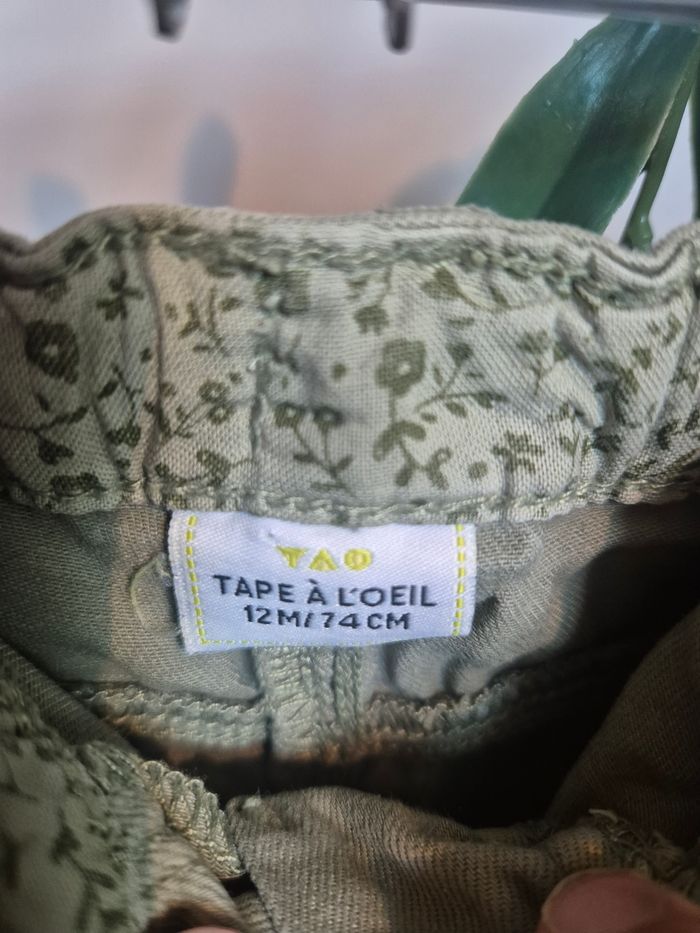 TAO
TAPE À L'OEIL
12M/74CM